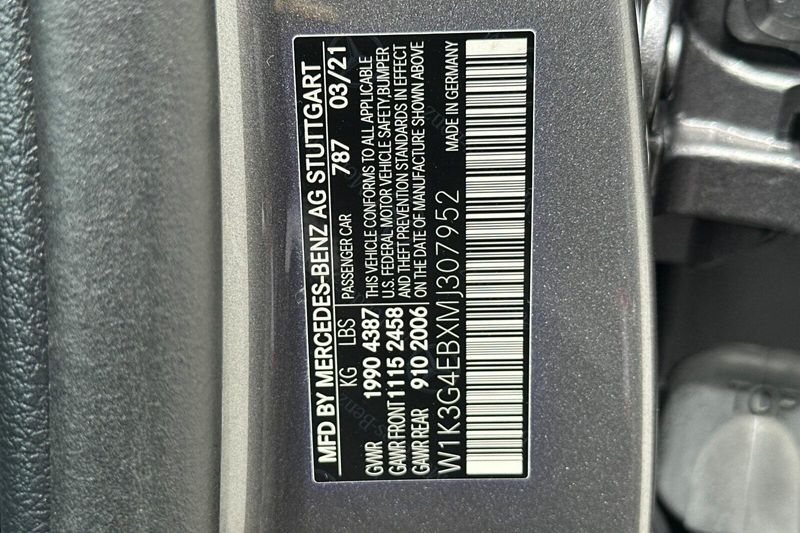 MFD BY MERCEDES-BENZ AG STUTTGART
KG LBS 787 03/21
GVWR 1990 4387
GAWR FRONT 1115 2458
GAWR REAR 910 2006
PASSENGER CAR
THIS VEHICLE CONFORMS TO ALL APPLICABLE
U.S. FEDERAL MOTOR VEHICLE SAFETY, BUMPER
AND THEFT PREVENTION STANDARDS IN EFFECT
ON THE DATE OF MANUFACTURE SHOWN ABOVE
W1K3G4EBXMJ307952 MADE IN GERMANY
TOP